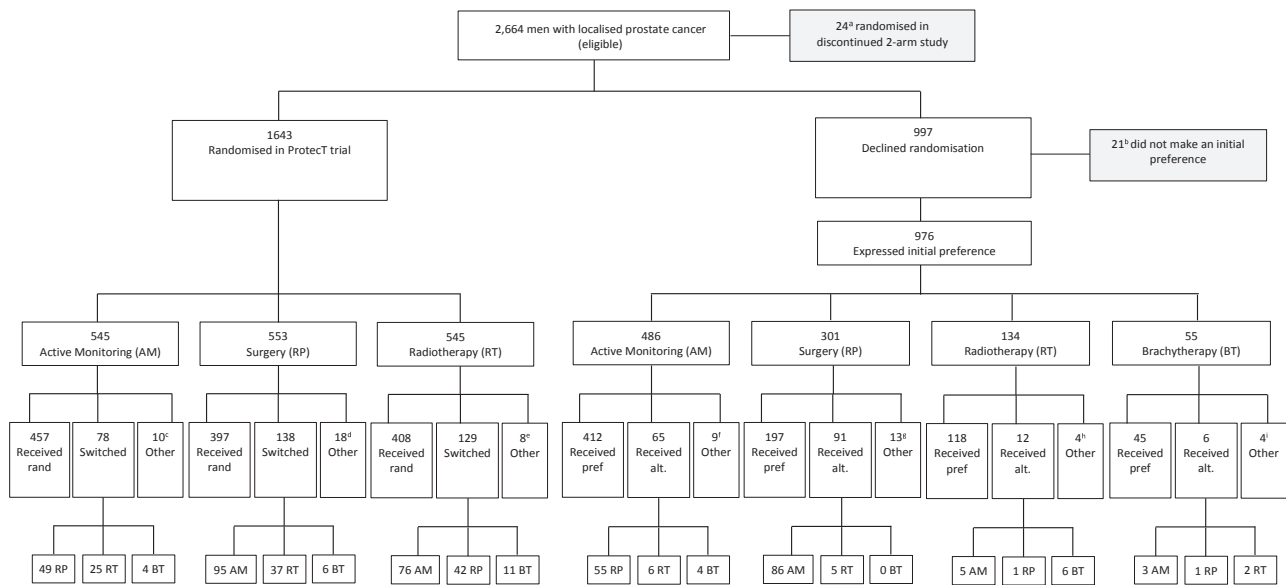 2,664 men with localised prostate cancer
(eligible)
24ᵃ randomised in
discontinued 2-arm study
1643
Randomised in ProtecT trial
997
Declined randomisation
21ᵇ did not make an initial
preference
976
Expressed initial preference
545
Active Monitoring (AM)
553
Surgery (RP)
545
Radiotherapy (RT)
486
Active Monitoring (AM)
301
Surgery (RP)
134
Radiotherapy (RT)
55
Brachytherapy (BT)
457
Received
rand
78
Switched
10ᶜ
Other
397
Received
rand
138
Switched
18ᵈ
Other
408
Received
rand
129
Switched
8ᵉ
Other
412
Received
pref
65
Received
alt.
9ᶠ
Other
197
Received
pref
91
Received
alt.
13ᵍ
Other
118
Received
pref
12
Received
alt.
4ʰ
Other
45
Received
pref
6
Received
alt.
4ⁱ
Other
49 RP
25 RT
4 BT
95 AM
37 RT
6 BT
76 AM
42 RP
11 BT
55 RP
6 RT
4 BT
86 AM
5 RT
0 BT
5 AM
1 RP
6 BT
3 AM
1 RP
2 RT